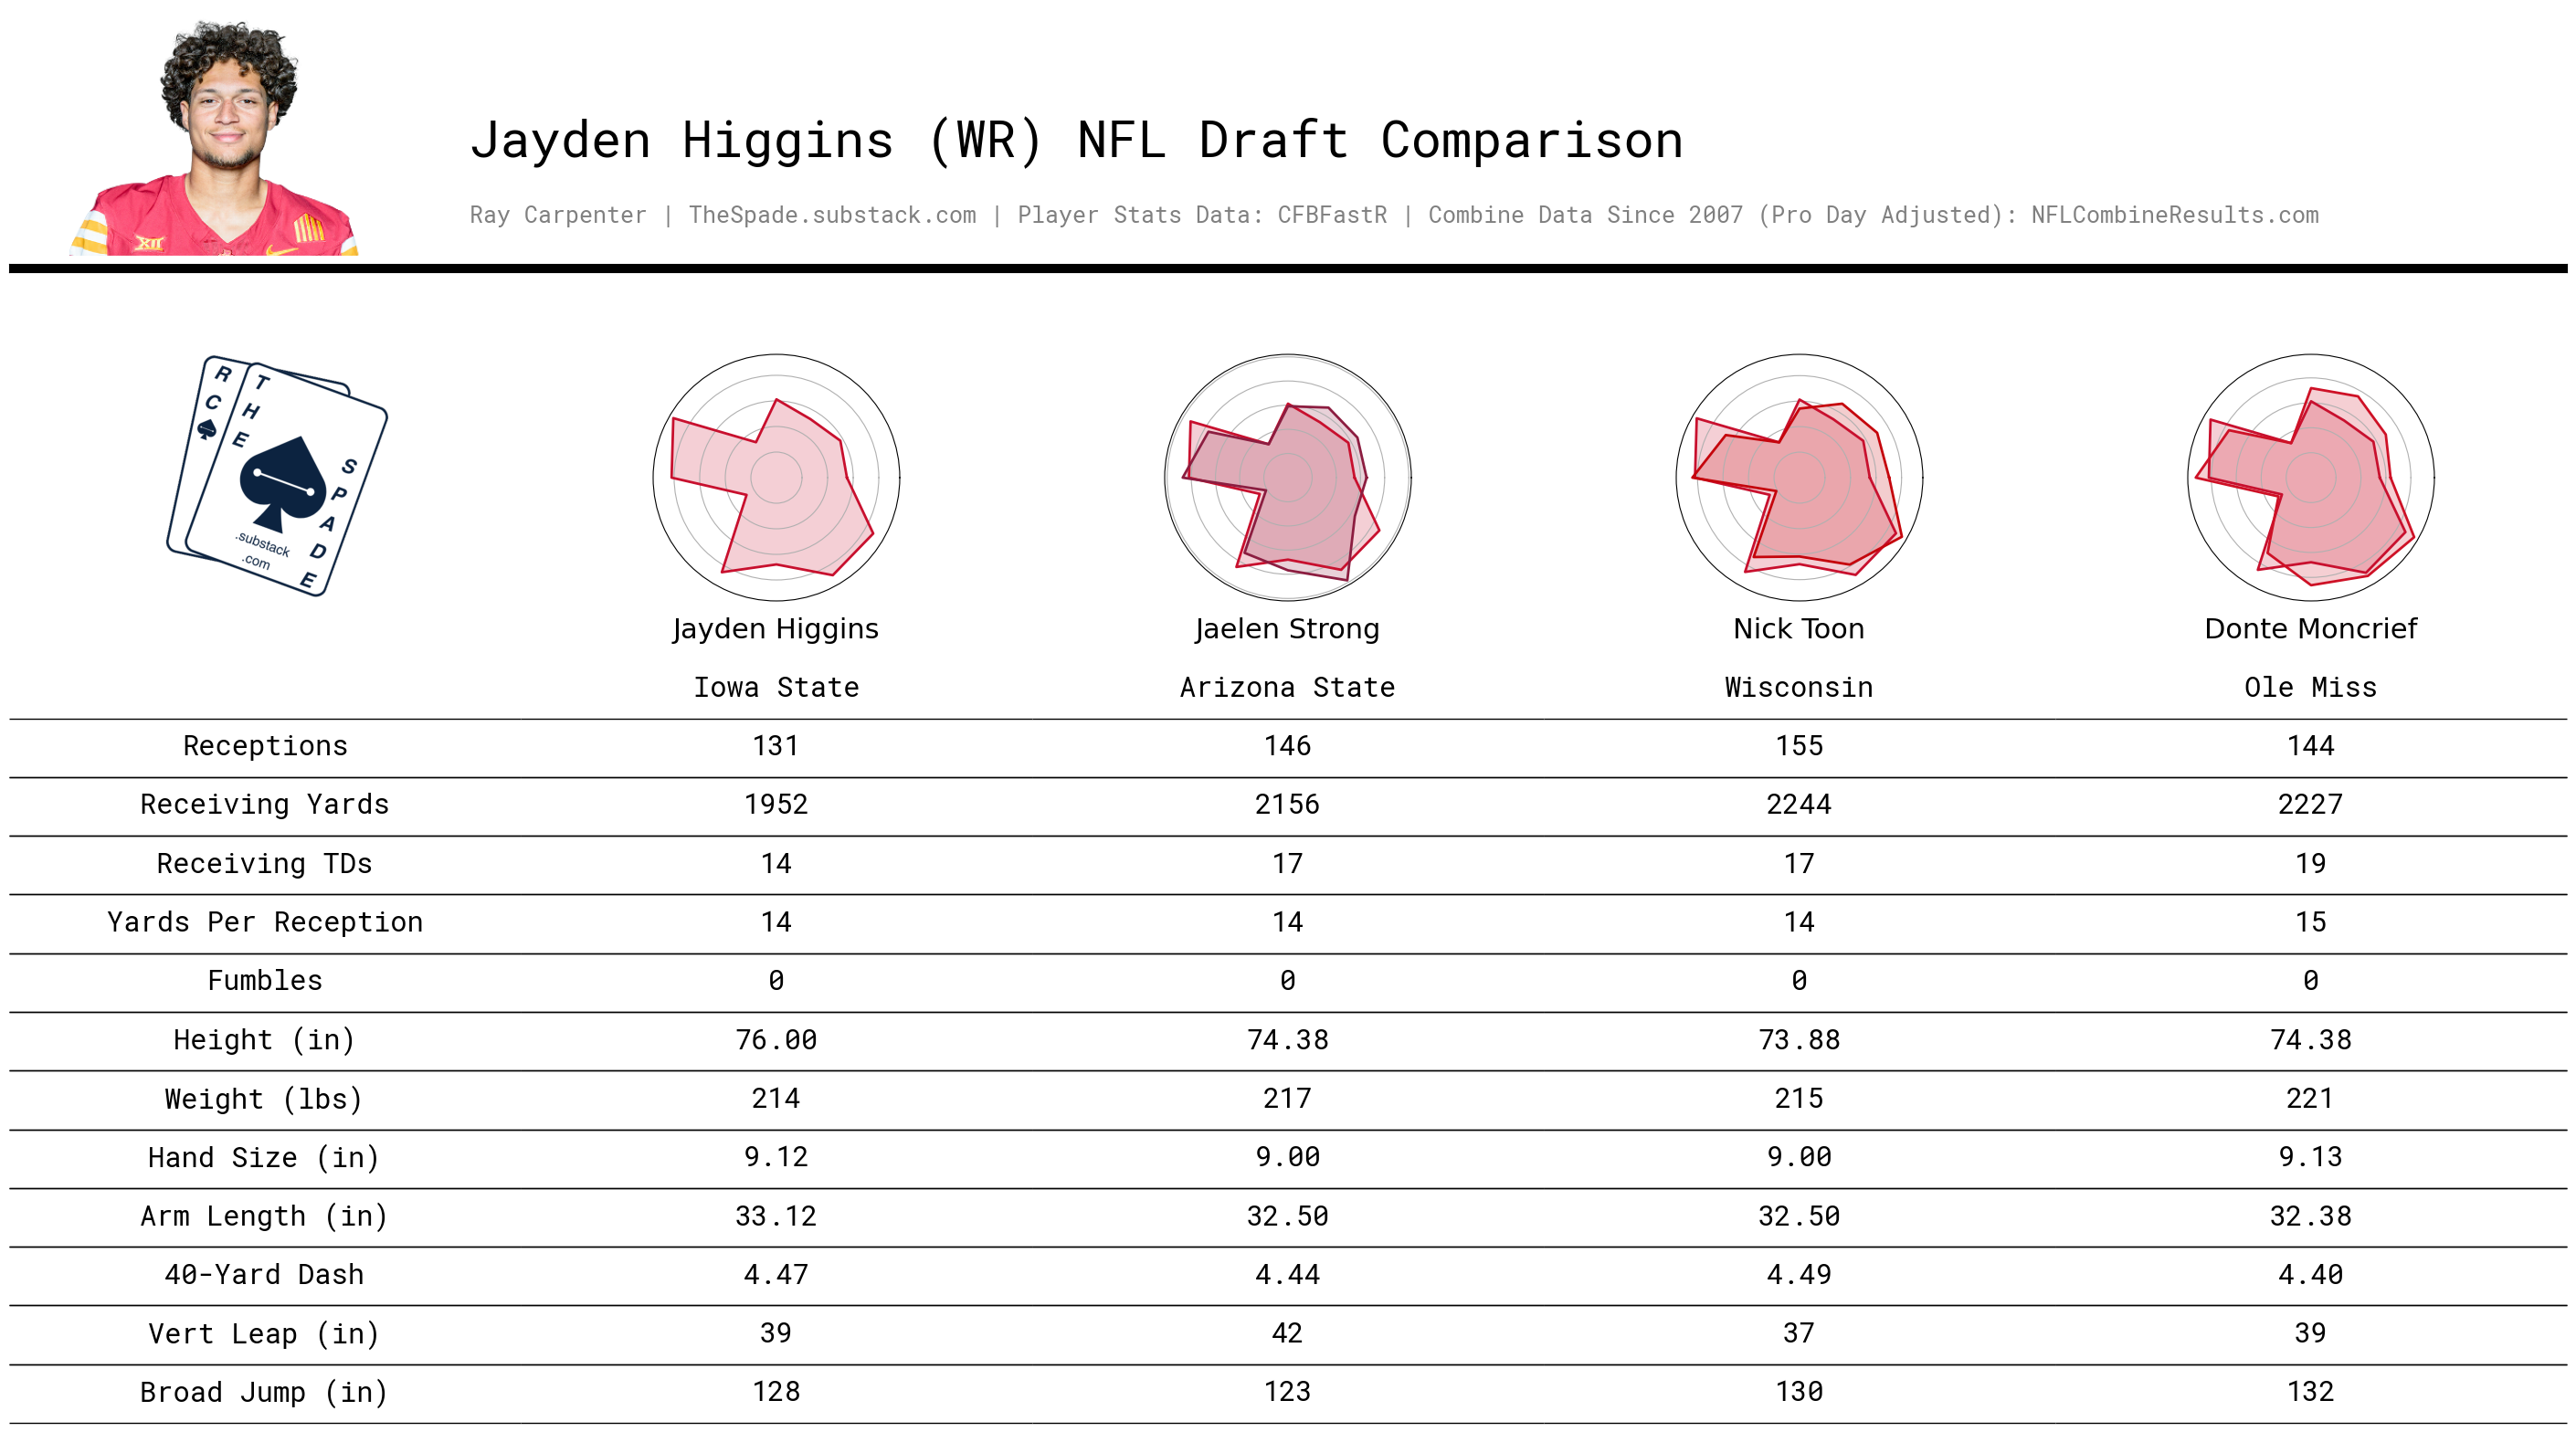 Jayden Higgins (WR) NFL Draft Comparison
Ray Carpenter | TheSpade.substack.com | Player Stats Data: CFBFastR | Combine Data Since 2007 (Pro Day Adjusted): NFLCombineResults.com
XII
RC
THE
SPADE
.substack
.com
Jayden Higgins Jaelen Strong Nick Toon Donte Moncrief
Iowa State Arizona State Wisconsin Ole Miss
Receptions 131 146 155 144
Receiving Yards 1952 2156 2244 2227
Receiving TDs 14 17 17 19
Yards Per Reception 14 14 14 15
Fumbles 0 0 0 0
Height (in) 76.00 74.38 73.88 74.38
Weight (lbs) 214 217 215 221
Hand Size (in) 9.12 9.00 9.00 9.13
Arm Length (in) 33.12 32.50 32.50 32.38
40-Yard Dash 4.47 4.44 4.49 4.40
Vert Leap (in) 39 42 37 39
Broad Jump (in) 128 123 130 132